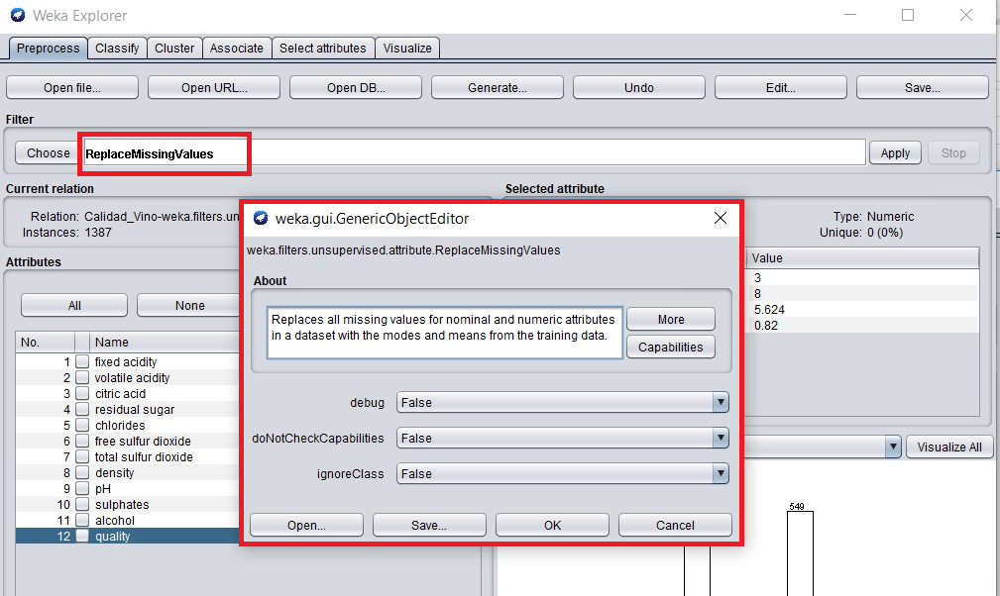 Weka Explorer
Preprocess Classify Cluster Associate Select attributes Visualize
Open file... Open URL... Open DB... Generate... Undo Edit... Save...
Filter
Choose ReplaceMissingValues Apply Stop
Current relation
Relation: Calidad_Vino-weka.filters.un
Instances: 1387
Selected attribute
Type: Numeric
Unique: 0 (0%)
Value
3
8
5.624
0.82
Attributes
All None
No. Name
1 fixed acidity
2 volatile acidity
3 citric acid
4 residual sugar
5 chlorides
6 free sulfur dioxide
7 total sulfur dioxide
8 density
9 pH
10 sulphates
11 alcohol
12 quality
weka.gui.GenericObjectEditor
weka.filters.unsupervised.attribute.ReplaceMissingValues
About
Replaces all missing values for nominal and numeric attributes
in a dataset with the modes and means from the training data.
More
Capabilities
debug False
doNotCheckCapabilities False
ignoreClass False
Open... Save... OK Cancel
Visualize All
549